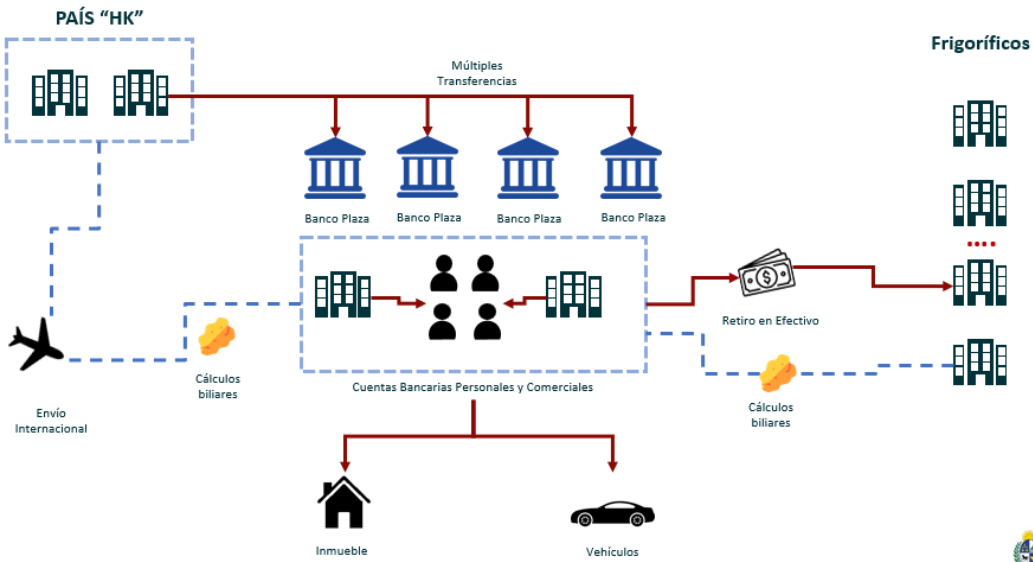 PAÍS “HK”
Frigoríficos
Múltiples
Transferencias
Banco Plaza
Banco Plaza
Banco Plaza
Banco Plaza
Retiro en Efectivo
Cálculos
biliares
Cuentas Bancarias Personales y Comerciales
Cálculos
biliares
Envío
Internacional
Inmueble
Vehículos